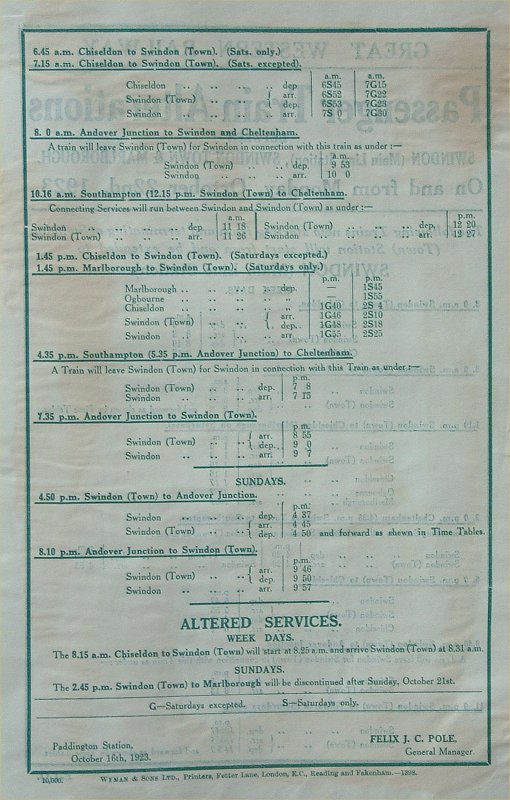 6.45 a.m. Chiseldon to Swindon (Town). (Sats. only.)
7.15 a.m. Chiseldon to Swindon (Town). (Sats. excepted.)
a.m. a.m.
Chiseldon .. .. .. dep. 6S45 7G15
Swindon (Town) .. .. { arr. 6S52 7G22
dep. 6S53 7G23
Swindon .. .. .. arr. 7S 0 7G30
8. 0 a.m. Andover Junction to Swindon and Cheltenham.
A train will leave Swindon (Town) for Swindon in connection with this train as under :—
a.m.
Swindon (Town) .. .. dep. 9 53
Swindon .. .. .. arr. 10 0
10.16 a.m. Southampton (12.15 p.m. Swindon (Town) to Cheltenham.
Connecting Services will run between Swindon and Swindon (Town) as under :—
a.m. p.m.
Swindon .. .. .. dep. 11 18 Swindon (Town) .. .. dep. 12 20
Swindon (Town) .. .. arr. 11 26 Swindon .. .. .. arr. 12 27
1.45 p.m. Chiseldon to Swindon (Town). (Saturdays excepted.)
1.45 p.m. Marlborough to Swindon (Town). (Saturdays only.)
p.m. p.m.
Marlborough .. .. .. dep. — 1S45
Ogbourne .. .. .. " — 1S55
Chiseldon .. .. .. " 1G40 2S 4
Swindon (Town) .. .. { arr. 1G46 2S10
dep. 1G48 2S18
Swindon .. .. .. arr. 1G55 2S25
4.35 p.m. Southampton (5.35 p.m. Andover Junction) to Cheltenham.
A Train will leave Swindon (Town) for Swindon in connection with this Train as under :—
p.m.
Swindon (Town) .. .. dep. 7 8
Swindon .. .. .. arr. 7 15
7.35 p.m. Andover Junction to Swindon (Town).
p.m.
Swindon (Town) .. .. { arr. 8 55
dep. 9 0
Swindon .. .. .. arr. 9 7
SUNDAYS.
4.50 p.m. Swindon (Town) to Andover Junction.
p.m.
Swindon .. .. .. dep. 4 37
Swindon (Town) .. .. { arr. 4 45
dep. 4 50 and forward as shewn in Time Tables.
8.10 p.m. Andover Junction to Swindon (Town).
p.m.
Swindon (Town) .. .. { arr. 9 46
dep. 9 50
Swindon .. .. .. arr. 9 57
ALTERED SERVICES.
WEEK DAYS.
The 8.15 a.m. Chiseldon to Swindon (Town) will start at 8.25 a.m. and arrive Swindon (Town) at 8.31 a.m.
SUNDAYS.
The 2.45 p.m. Swindon (Town) to Marlborough will be discontinued after Sunday, October 21st.
G—Saturdays excepted. S—Saturdays only.
Paddington Station,
October 16th, 1923.
FELIX J. C. POLE,
General Manager.
10,000. WYMAN & SONS LTD., Printers, Fetter Lane, London, E.C., Reading and Fakenham.—1398.